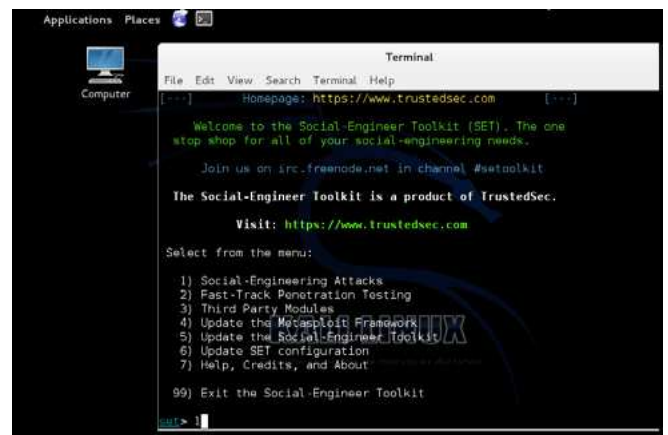 Applications Places
Computer
Terminal
File Edit View Search Terminal Help
[---] Homepage: https://www.trustedsec.com [---]
Welcome to the Social-Engineer Toolkit (SET). The one
stop shop for all of your social-engineering needs.
Join us on irc.freenode.net in channel #setoolkit
The Social-Engineer Toolkit is a product of TrustedSec.
Visit: https://www.trustedsec.com
Select from the menu:
1) Social-Engineering Attacks
2) Fast-Track Penetration Testing
3) Third Party Modules
4) Update the Metasploit Framework
5) Update the Social-Engineer Toolkit
6) Update SET configuration
7) Help, Credits, and About
KALI LINUX
99) Exit the Social-Engineer Toolkit
set> 1